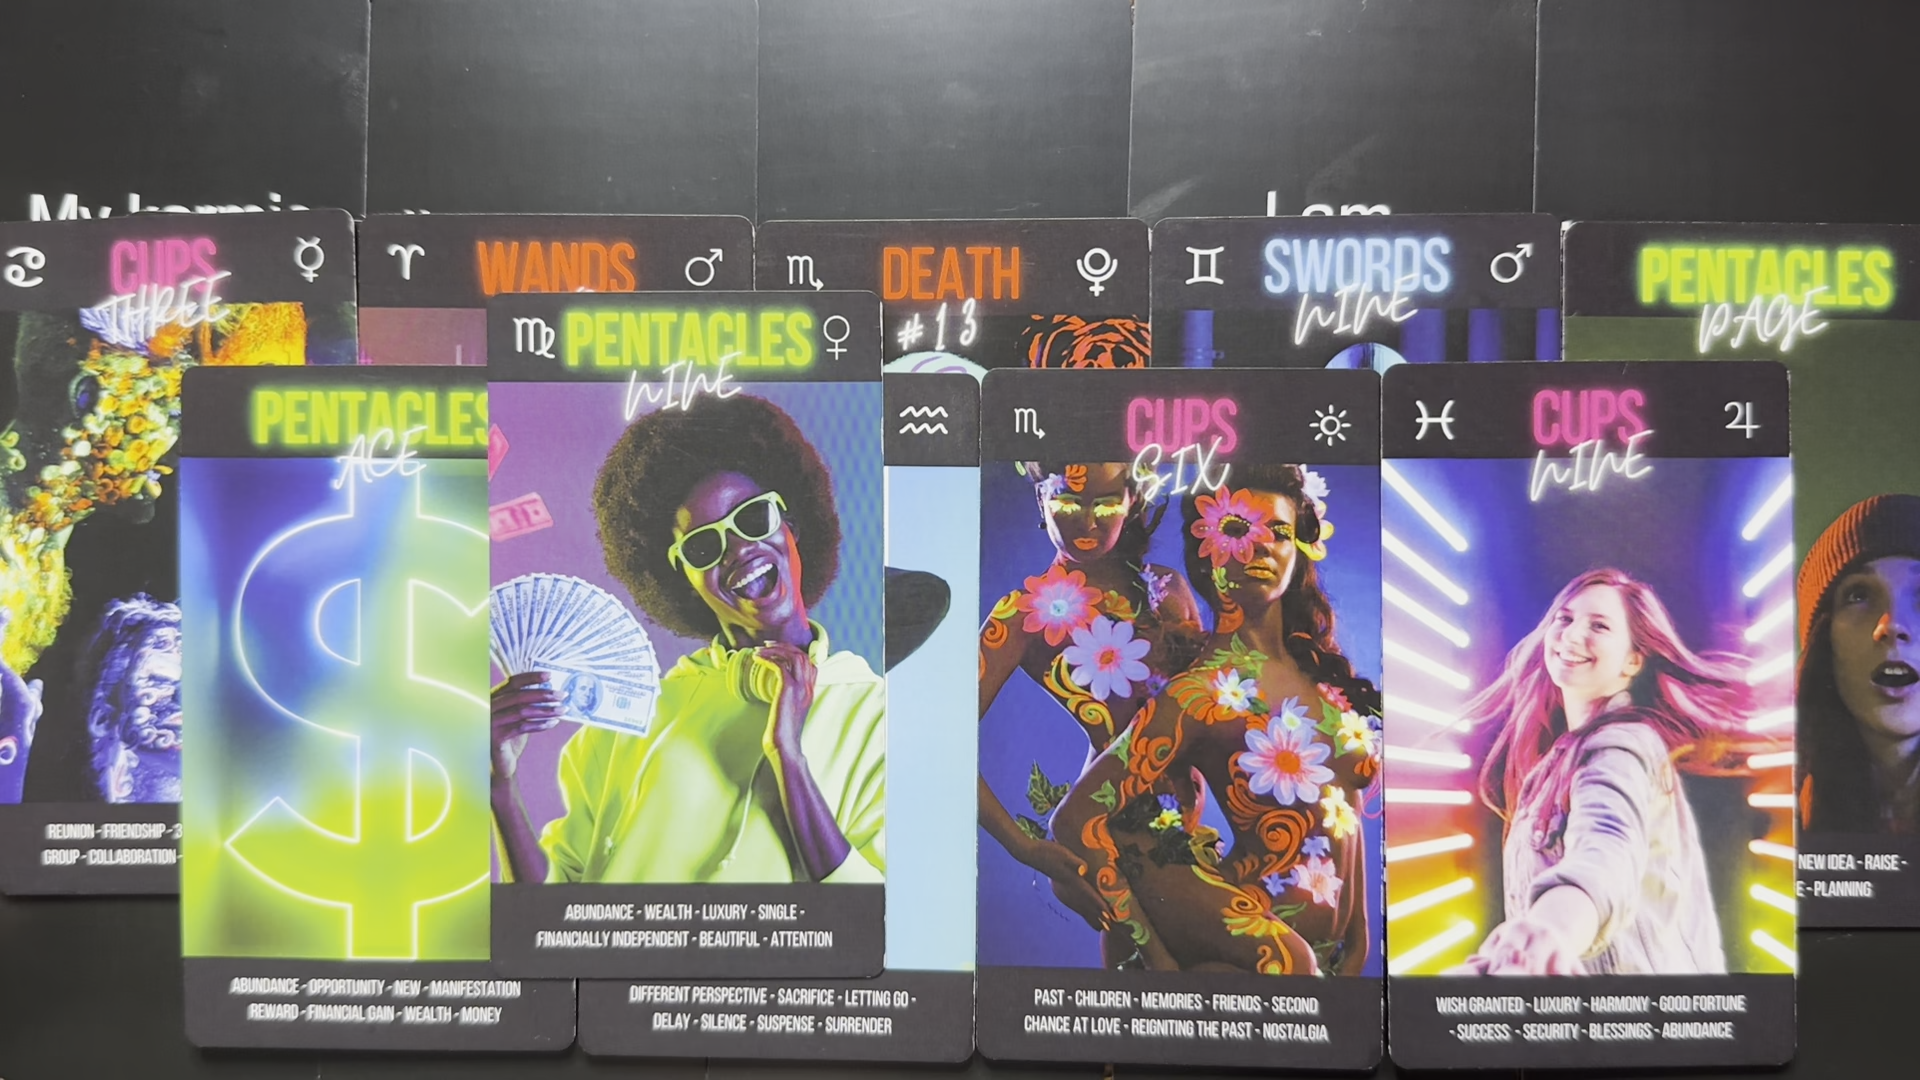 My
I am
CUPS
THREE
WANDS
DEATH
#13
SWORDS
NINE
PENTACLES
PAGE
PENTACLES
ACE
PENTACLES
NINE
CUPS
SIX
CUPS
NINE
REUNION - FRIENDSHIP - 3
GROUP - COLLABORATION -
ABUNDANCE - OPPORTUNITY - NEW - MANIFESTATION
REWARD - FINANCIAL GAIN - WEALTH - MONEY
ABUNDANCE - WEALTH - LUXURY - SINGLE -
FINANCIALLY INDEPENDENT - BEAUTIFUL - ATTENTION
DIFFERENT PERSPECTIVE - SACRIFICE - LETTING GO -
DELAY - SILENCE - SUSPENSE - SURRENDER
PAST - CHILDREN - MEMORIES - FRIENDS - SECOND
CHANCE AT LOVE - REIGNITING THE PAST - NOSTALGIA
WISH GRANTED - LUXURY - HARMONY - GOOD FORTUNE
- SUCCESS - SECURITY - BLESSINGS - ABUNDANCE
NEW IDEA - RAISE -
- PLANNING